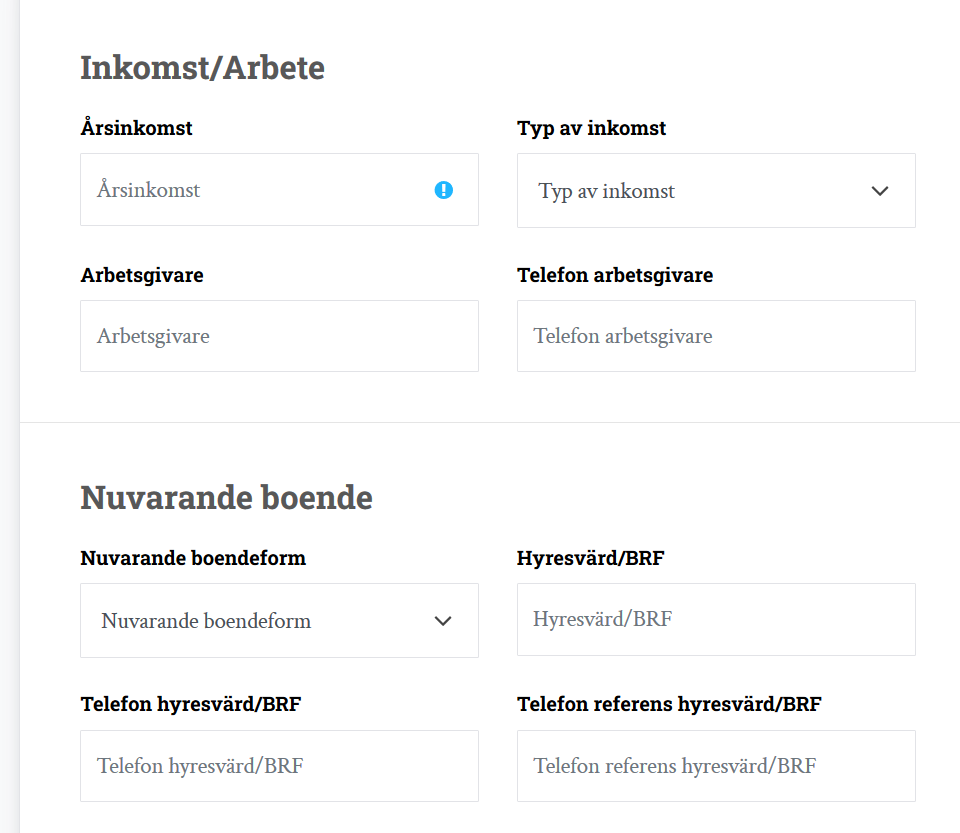 Inkomst/Arbete
Årsinkomst
Typ av inkomst
Årsinkomst
Typ av inkomst
Arbetsgivare
Telefon arbetsgivare
Arbetsgivare
Telefon arbetsgivare
Nuvarande boende
Nuvarande boendeform
Hyresvärd/BRF
Nuvarande boendeform
Hyresvärd/BRF
Telefon hyresvärd/BRF
Telefon referens hyresvärd/BRF
Telefon hyresvärd/BRF
Telefon referens hyresvärd/BRF